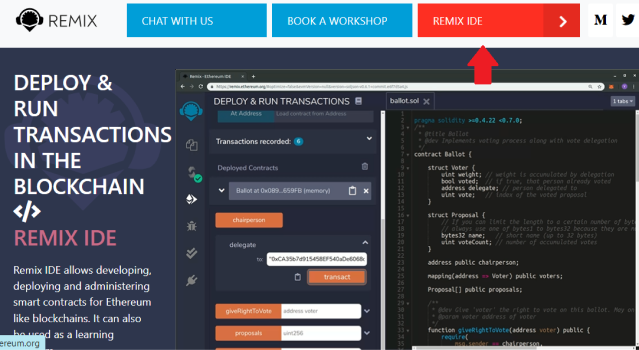 REMIX
CHAT WITH US
BOOK A WORKSHOP
REMIX IDE
M
DEPLOY &
RUN
TRANSACTIONS
IN THE
BLOCKCHAIN
</>
REMIX IDE
Remix IDE allows developing,
deploying and administering
smart contracts for Ethereum
like blockchains. It can also
be used as a learning
ereum.org
Remix - Ethereum IDE
DEPLOY & RUN TRANSACTIONS
At Address
Load contract from Address
Transactions recorded: 6
Deployed Contracts
Ballot at 0x0B9...659FB (memory)
chairperson
delegate
to:
transact
giveRightToVote
address voter
proposals
uint256
ballot.sol
1 tabs
pragma solidity >=0.4.22 <0.7.0;
/**
* @title Ballot
* @dev Implements voting process along with vote delegation
*/
contract Ballot {
struct Voter {
uint weight; // weight is accumulated by delegation
bool voted; // if true, that person already voted
address delegate; // person delegated to
uint vote; // index of the voted proposal
}
struct Proposal {
// If you can limit the length to a certain number of byte
// always use one of bytes1 to bytes32 because they are m
bytes32 name; // short name (up to 32 bytes)
uint voteCount; // number of accumulated votes
}
address public chairperson;
mapping(address => Voter) public voters;
Proposal[] public proposals;
/**
* @dev Give 'voter' the right to vote on this ballot. May on
* @param voter address of voter
*/
function giveRightToVote(address voter) public {
require(
msg.sender == chairperson,